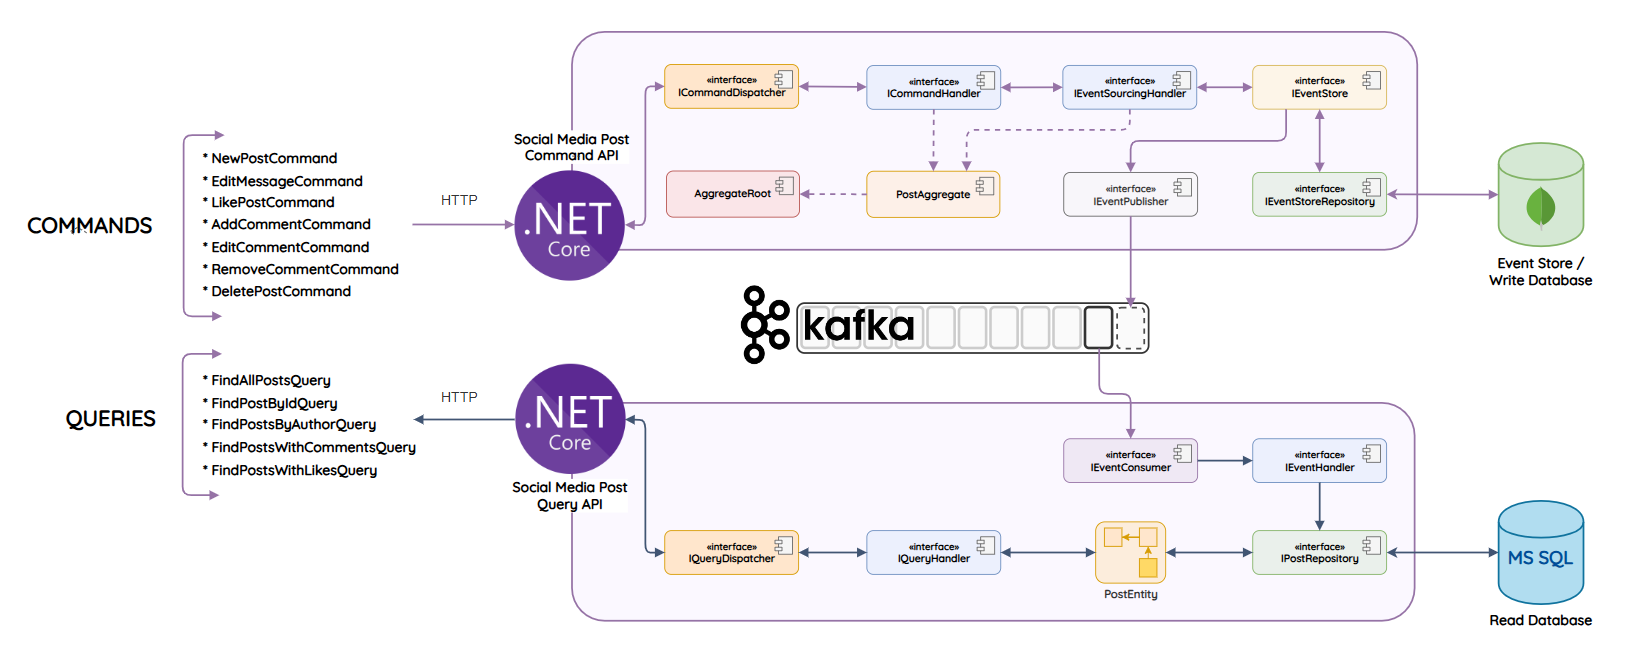 COMMANDS
* NewPostCommand
* EditMessageCommand
* LikePostCommand
* AddCommentCommand
* EditCommentCommand
* RemoveCommentCommand
* DeletePostCommand
HTTP
Social Media Post
Command API
.NET
Core
«interface»
ICommandDispatcher
«interface»
ICommandHandler
«interface»
IEventSourcingHandler
«interface»
IEventStore
AggregateRoot
PostAggregate
«interface»
IEventPublisher
«interface»
IEventStoreRepository
Event Store /
Write Database
kafka
QUERIES
* FindAllPostsQuery
* FindPostByIdQuery
* FindPostsByAuthorQuery
* FindPostsWithCommentsQuery
* FindPostsWithLikesQuery
HTTP
.NET
Core
Social Media Post
Query API
«interface»
IEventConsumer
«interface»
IEventHandler
«interface»
IQueryDispatcher
«interface»
IQueryHandler
PostEntity
«interface»
IPostRepository
MS SQL
Read Database